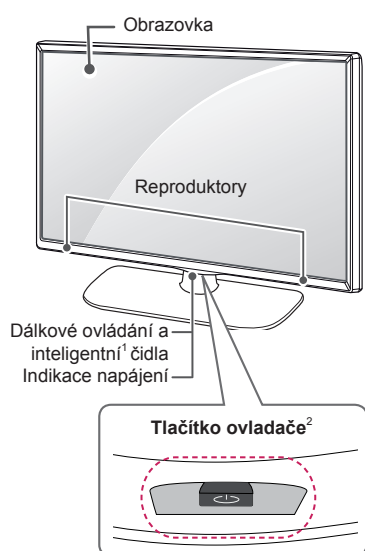 Obrazovka
Reproduktory
Dálkové ovládání a
inteligentní¹ čidla
Indikace napájení
Tlačítko ovladače²